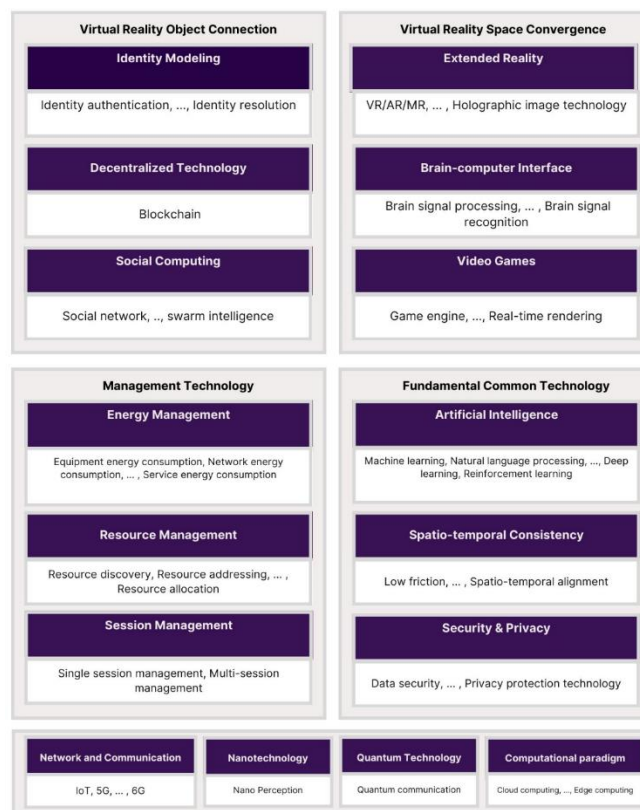 Virtual Reality Object Connection
Identity Modeling
Identity authentication, ..., Identity resolution
Decentralized Technology
Blockchain
Social Computing
Social network, .., swarm intelligence
Virtual Reality Space Convergence
Extended Reality
VR/AR/MR, ... , Holographic image technology
Brain-computer Interface
Brain signal processing, ... , Brain signal
recognition
Video Games
Game engine, ..., Real-time rendering
Management Technology
Energy Management
Equipment energy consumption, Network energy
consumption, ... , Service energy consumption
Resource Management
Resource discovery, Resource addressing, ... ,
Resource allocation
Session Management
Single session management, Multi-session
management
Fundamental Common Technology
Artificial Intelligence
Machine learning, Natural language processing, ..., Deep
learning, Reinforcement learning
Spatio-temporal Consistency
Low friction, ... , Spatio-temporal alignment
Security & Privacy
Data security, ... , Privacy protection technology
Network and Communication
IoT, 5G, ... , 6G
Nanotechnology
Nano Perception
Quantum Technology
Quantum communication
Computational paradigm
Cloud computing, ..., Edge computing